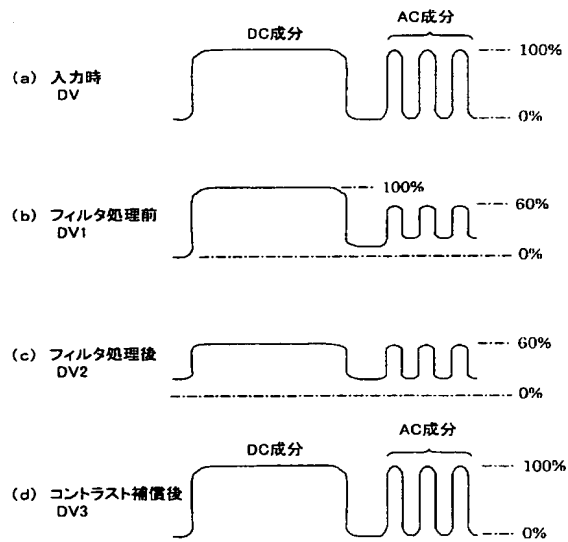 DC成分
AC成分
(a) 入力時
DV
100%
0%
(b) フィルタ処理前
DV1
100%
60%
0%
(c) フィルタ処理後
DV2
60%
0%
DC成分
AC成分
(d) コントラスト補償後
DV3
100%
0%